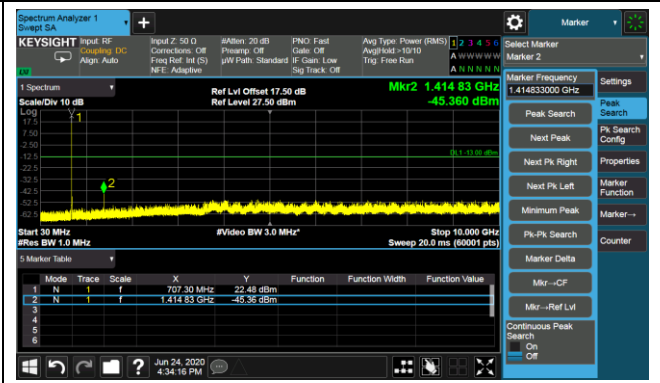 Spectrum Analyzer 1
Swept SA
Marker
KEYSIGHT
Input: RF
Coupling: DC
Align: Auto
Input Z: 50 Ω
Corrections: Off
Freq Ref: Int (S)
NFE: Adaptive
#Atten: 20 dB
Preamp: Off
µW Path: Standard
PNO: Fast
Gate: Off
IF Gain: Low
Sig Track: Off
Avg Type: Power (RMS)
Avg|Hold:>10/10
Trig: Free Run
1 2 3 4 5 6
A W W W W W
A N N N N N
Select Marker
Marker 2
Marker Frequency
1.414833000 GHz
Settings
Peak Search
Next Peak
Next Pk Right
Next Pk Left
Minimum Peak
Pk-Pk Search
Marker Delta
Mkr→CF
Mkr→Ref Lvl
Continuous Peak
Search
On
Off
Peak
Search
Pk Search
Config
Properties
Marker
Function
Marker→
Counter
1 Spectrum
Scale/Div 10 dB
Log
Ref Lvl Offset 17.50 dB
Ref Level 27.50 dBm
Mkr2 1.414 83 GHz
-45.360 dBm
17.5
7.50
-2.50
-12.5
-22.5
-32.5
-42.5
-52.5
-62.5
1
2
DL1 -13.00 dBm
Start 30 MHz
#Res BW 1.0 MHz
#Video BW 3.0 MHz*
Stop 10.000 GHz
Sweep 20.0 ms (60001 pts)
5 Marker Table
Mode Trace Scale X Y Function Function Width Function Value
1 N 1 f 707.30 MHz 22.48 dBm
2 N 1 f 1.414 83 GHz -45.36 dBm
3
4
5
6
Jun 24, 2020
4:34:16 PM